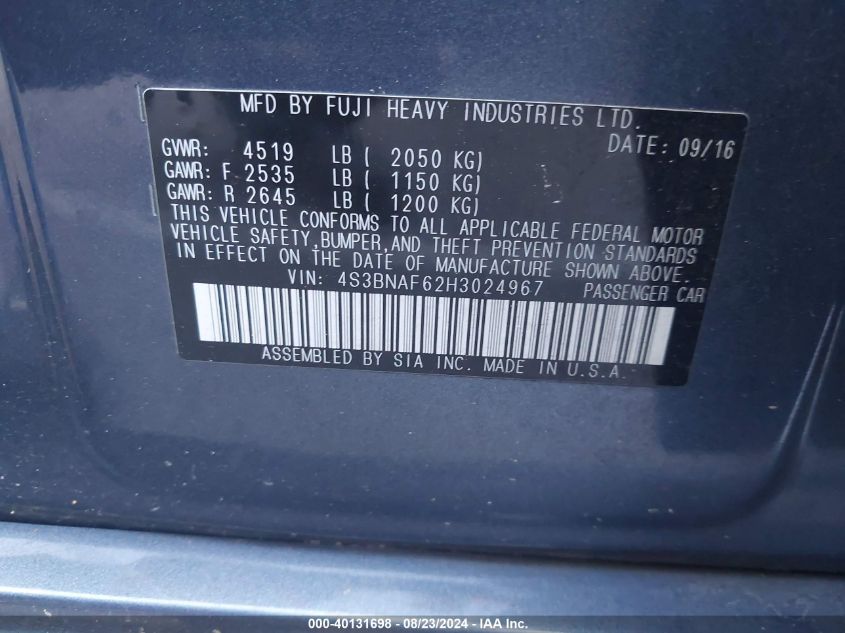 MFD BY FUJI HEAVY INDUSTRIES LTD.
DATE: 09/16
GVWR: 4519 LB ( 2050 KG)
GAWR: F 2535 LB ( 1150 KG)
GAWR: R 2645 LB ( 1200 KG)
THIS VEHICLE CONFORMS TO ALL APPLICABLE FEDERAL MOTOR
VEHICLE SAFETY,BUMPER,AND THEFT PREVENTION STANDARDS
IN EFFECT ON THE DATE OF MANUFACTURE SHOWN ABOVE.
VIN: 4S3BNAF62H3024967 PASSENGER CAR
ASSEMBLED BY SIA INC. MADE IN U.S.A.
000-40131698 - 08/23/2024 - IAA Inc.